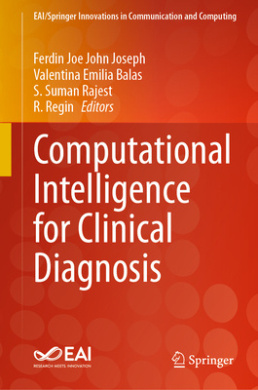 EAI/Springer Innovations in Communication and Computing
Ferdin Joe John Joseph
Valentina Emilia Balas
S. Suman Rajest
R. Regin Editors
Computational
Intelligence
for Clinical
Diagnosis
EAI
RESEARCH MEETS INNOVATION
Springer